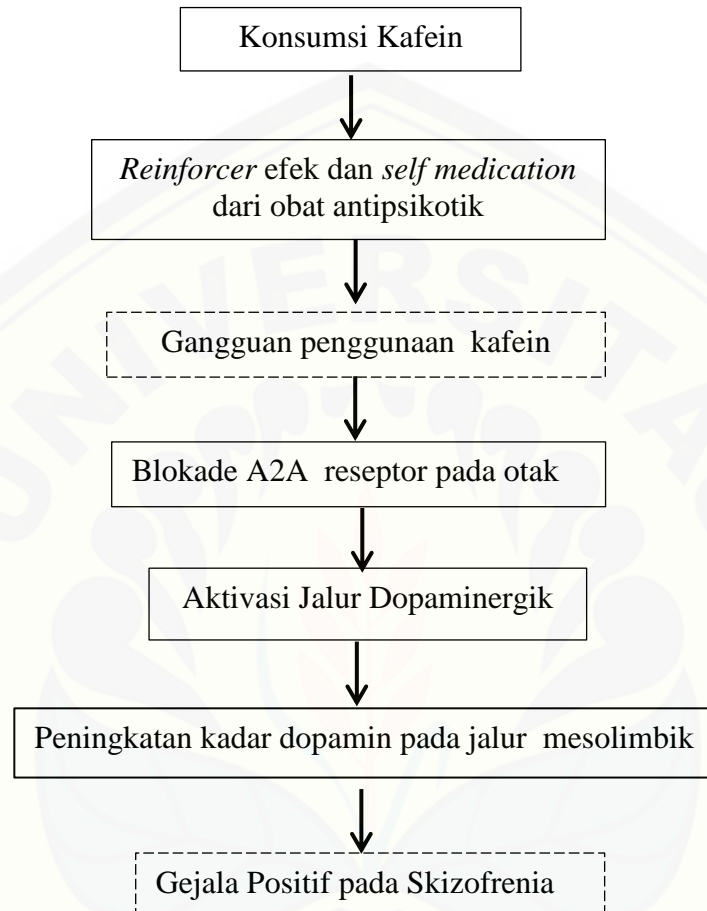 Konsumsi Kafein
Reinforcer efek dan self medication
dari obat antipsikotik
Gangguan penggunaan kafein
Blokade A2A reseptor pada otak
Aktivasi Jalur Dopaminergik
Peningkatan kadar dopamin pada jalur mesolimbik
Gejala Positif pada Skizofrenia
UNIVERSITAS